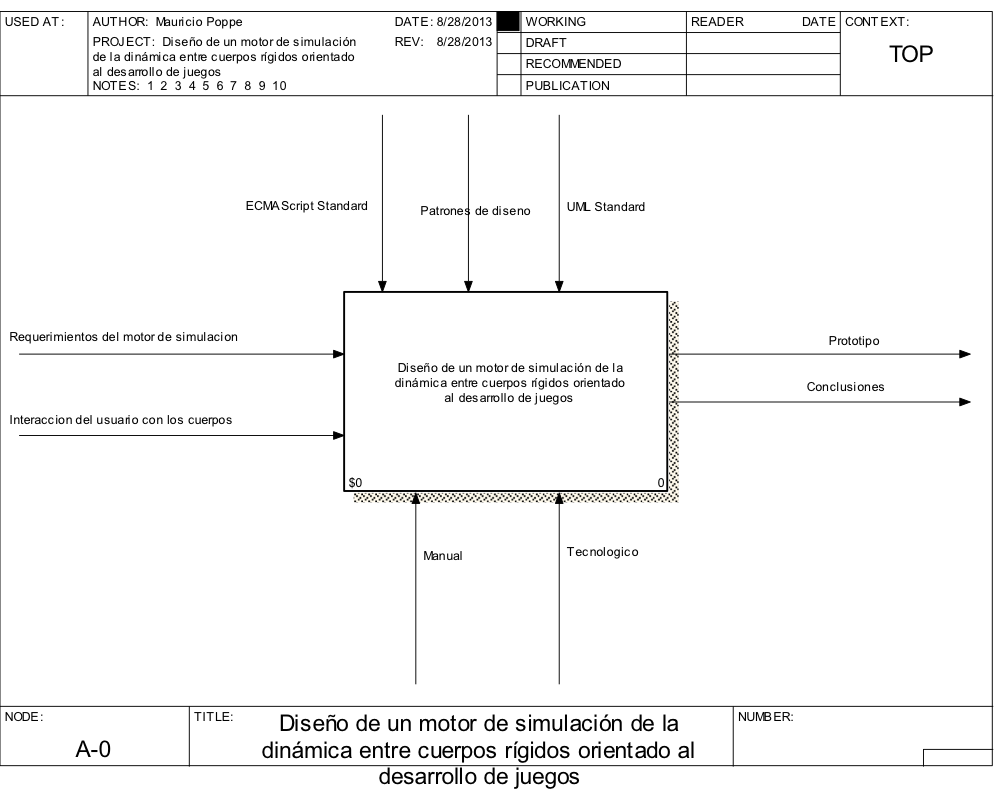 USED AT:
AUTHOR: Mauricio Poppe
DATE: 8/28/2013
PROJECT: Diseño de un motor de simulación
de la dinámica entre cuerpos rígidos orientado
al desarrollo de juegos
REV: 8/28/2013
NOTES: 1 2 3 4 5 6 7 8 9 10
WORKING
DRAFT
RECOMMENDED
PUBLICATION
READER DATE
CONTEXT:
TOP
ECMAScript Standard
Patrones de diseno
UML Standard
Requerimientos del motor de simulacion
Interaccion del usuario con los cuerpos
Diseño de un motor de simulación de la
dinámica entre cuerpos rígidos orientado
al desarrollo de juegos
$0
0
Prototipo
Conclusiones
Manual
Tecnologico
NODE:
A-0
TITLE:
Diseño de un motor de simulación de la
dinámica entre cuerpos rígidos orientado al
desarrollo de juegos
NUMBER: